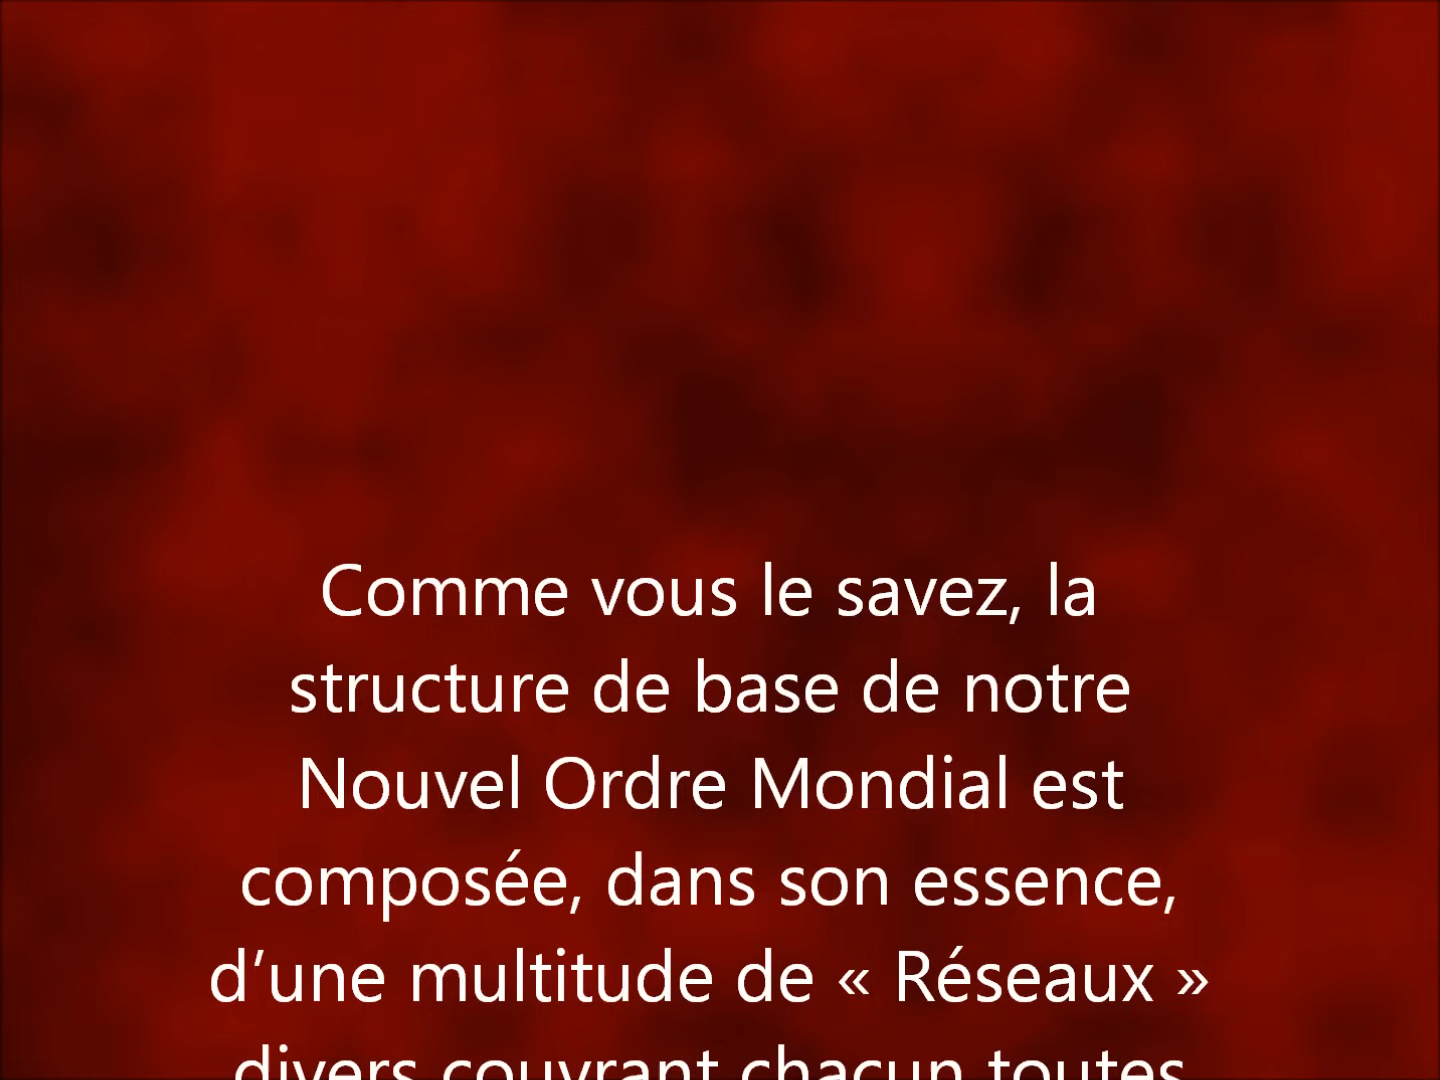 Comme vous le savez, la
structure de base de notre
Nouvel Ordre Mondial est
composée, dans son essence,
d’une multitude de « Réseaux »
divers couvrant chacun toutes